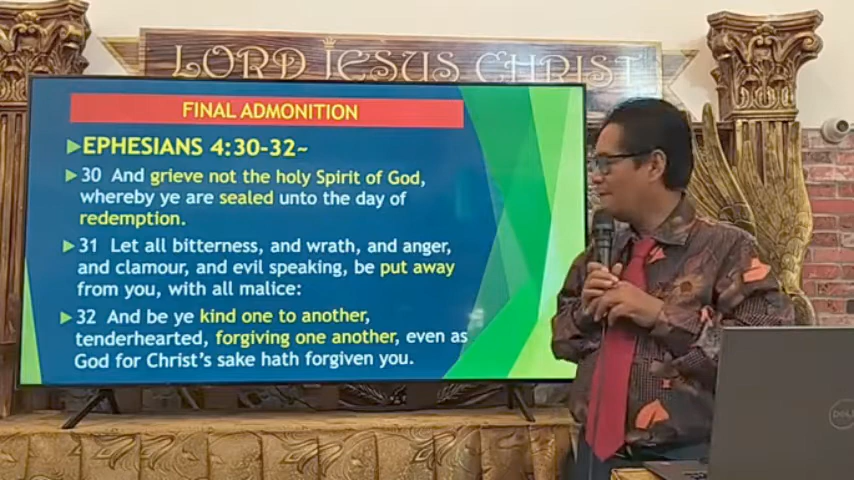 LORD JESUS CHRIST
FINAL ADMONITION
EPHESIANS 4:30-32~
30 And grieve not the holy Spirit of God,
whereby ye are sealed unto the day of
redemption.
31 Let all bitterness, and wrath, and anger,
and clamour, and evil speaking, be put away
from you, with all malice:
32 And be ye kind one to another,
tenderhearted, forgiving one another, even as
God for Christ's sake hath forgiven you.
DELL